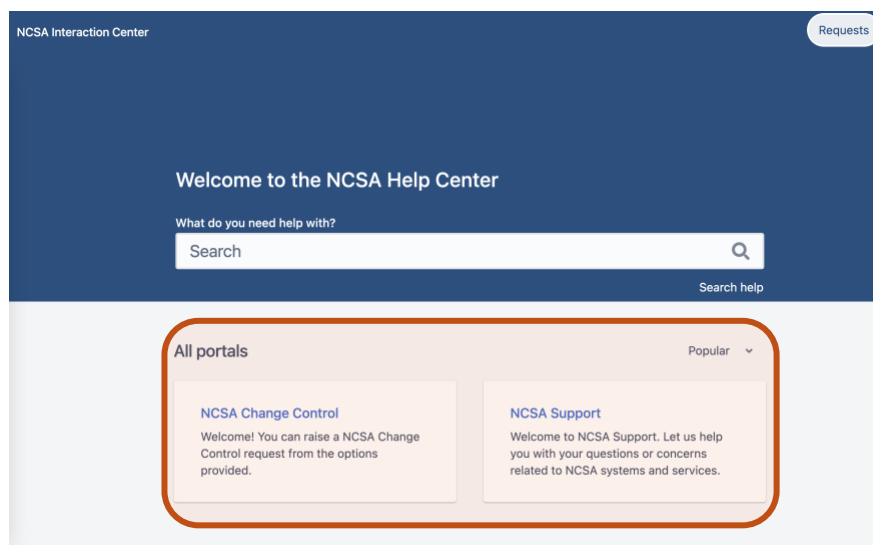 NCSA Interaction Center
Requests
Welcome to the NCSA Help Center
What do you need help with?
Search
Search help
All portals
Popular
NCSA Change Control
Welcome! You can raise a NCSA Change
Control request from the options
provided.
NCSA Support
Welcome to NCSA Support. Let us help
you with your questions or concerns
related to NCSA systems and services.